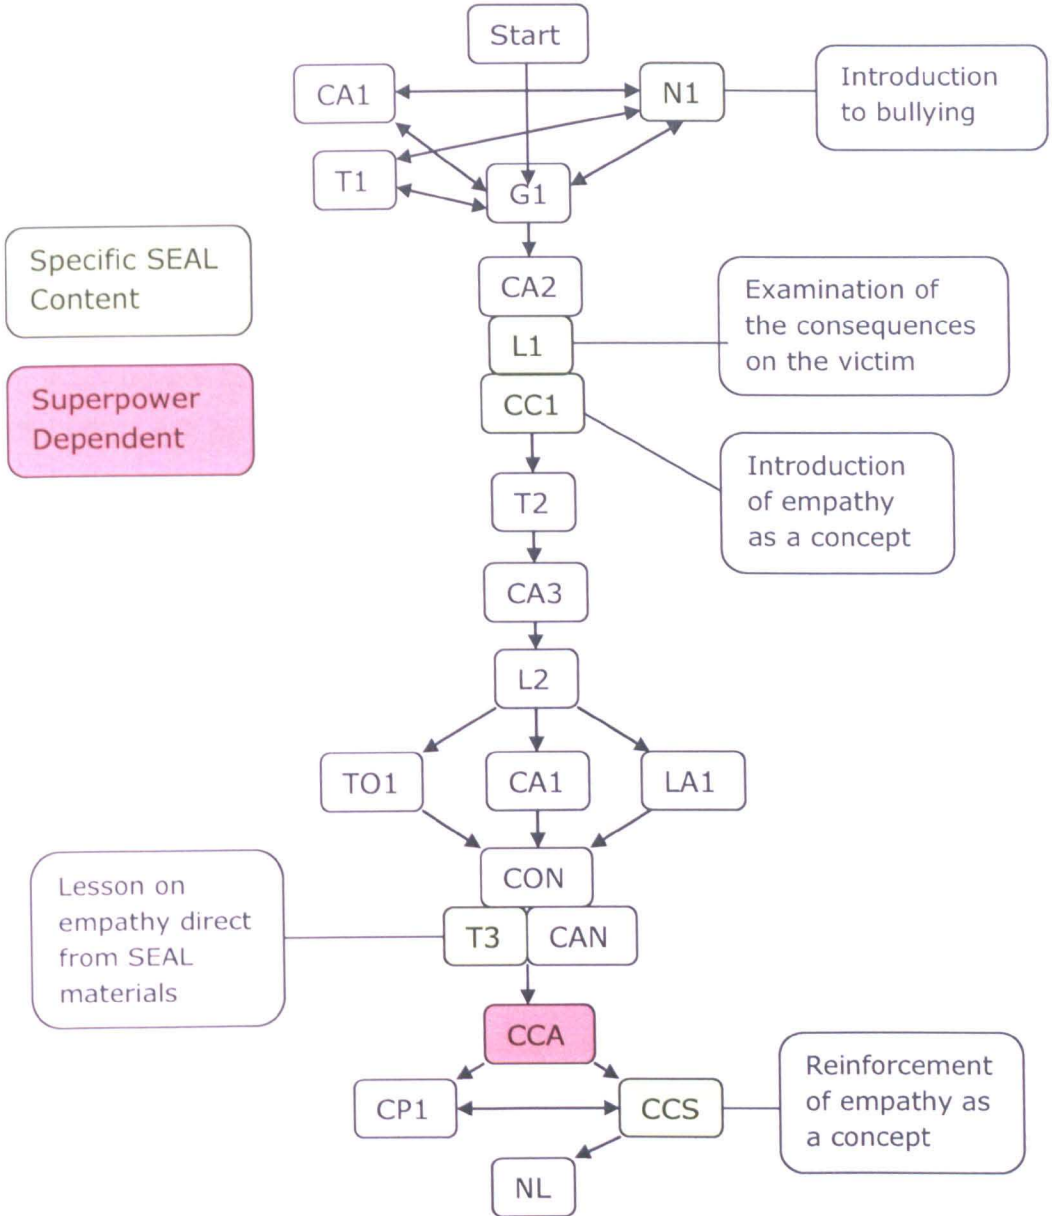 Start
CA1
N1
Introduction
to bullying
T1
G1
Specific SEAL
Content
CA2
Examination of
the consequences
on the victim
L1
Superpower
Dependent
CC1
Introduction
of empathy
as a concept
T2
CA3
L2
TO1
CA1
LA1
CON
Lesson on
empathy direct
from SEAL
materials
T3
CAN
CCA
CP1
CCS
Reinforcement
of empathy as
a concept
NL